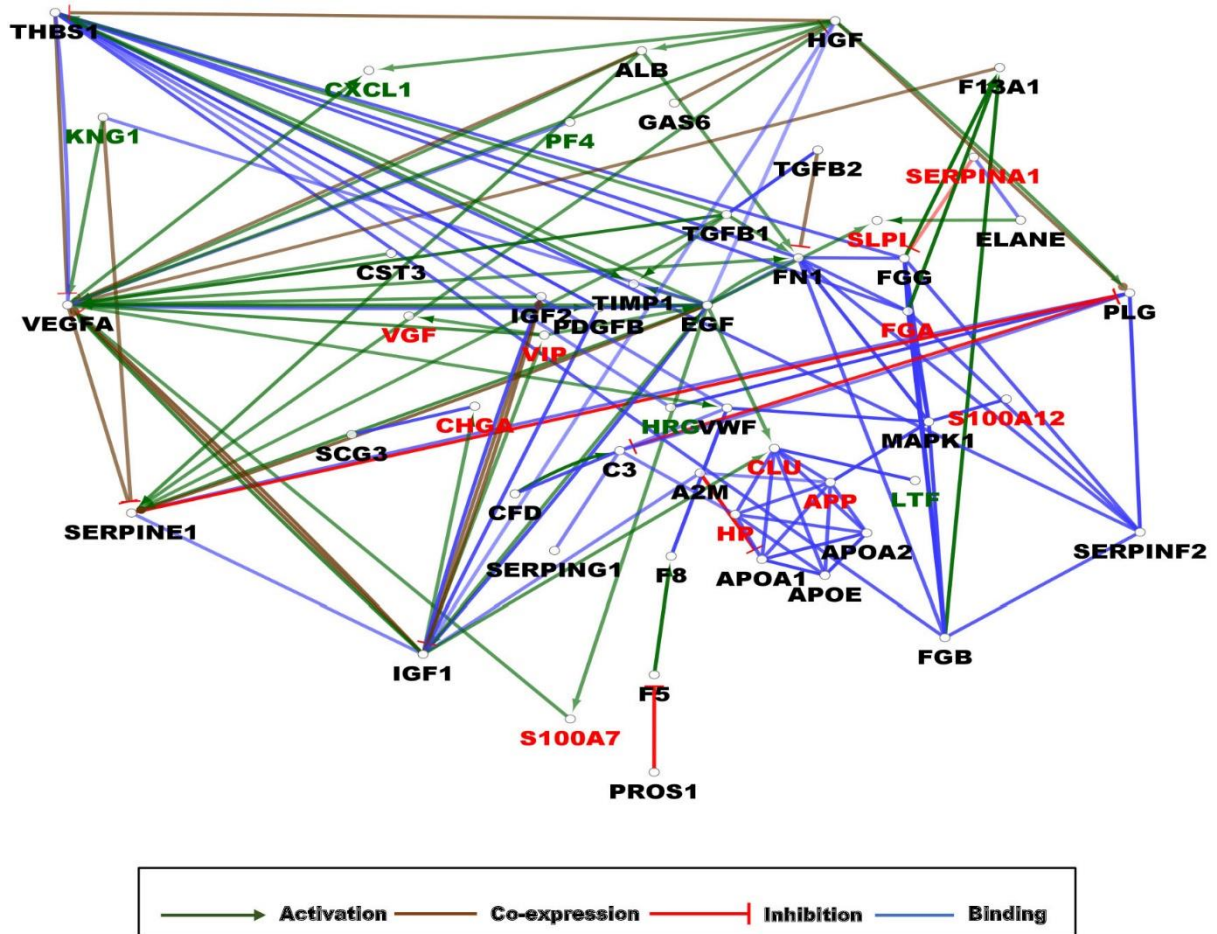 THBS1
HGF
ALB
CXCL1
F13A1
GAS6
KNG1
PF4
TGFB2
SERPINA1
TGFB1
SLPI
ELANE
CST3
FN1
FGG
TIMP1
IGF2
PDGFB
EGF
VEGFA
VGF
VIP
FGA
PLG
HRG
VWF
CHGA
S100A12
MAPK1
SCG3
C3
CLU
A2M
APP
LTF
CFD
SERPINE1
HP
APOA2
SERPINF2
SERPING1
F8
APOA1
APOE
FGB
IGF1
F5
S100A7
PROS1
Activation Co-expression Inhibition Binding